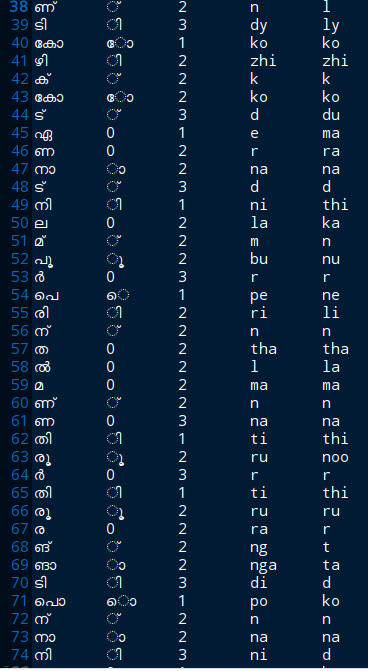 38 ണ് ് 2 n l
39 ടി ി 3 dy ly
40 കോ ോ 1 ko ko
41 ഴി ി 2 zhi zhi
42 ക് ് 2 k k
43 കോ ോ 2 ko ko
44 ട് ് 3 d du
45 ഏ 0 1 e ma
46 ണ 0 2 r ra
47 നാ ാ 2 na na
48 ട് ് 3 d d
49 നി ി 1 ni thi
50 ല 0 2 la ka
51 മ് ് 2 m n
52 പൂ ൂ 2 bu nu
53 ർ 0 3 r r
54 പെ െ 1 pe ne
55 രി ി 2 ri li
56 ന് ് 2 n n
57 ത 0 2 tha tha
58 ൽ 0 2 l la
59 മ 0 2 ma ma
60 ണ് ് 2 n n
61 ണ 0 3 na na
62 തി ി 1 ti thi
63 രൂ ൂ 2 ru noo
64 ർ 0 3 r r
65 തി ി 1 ti thi
66 രൂ ൂ 2 ru ru
67 ര 0 2 ra r
68 ങ് ് 2 ng t
69 ങാ ാ 2 nga ta
70 ടി ി 3 di d
71 പൊ ൊ 1 po ko
72 ന് ് 2 n n
73 നാ ാ 2 na na
74 നി ി 3 ni d